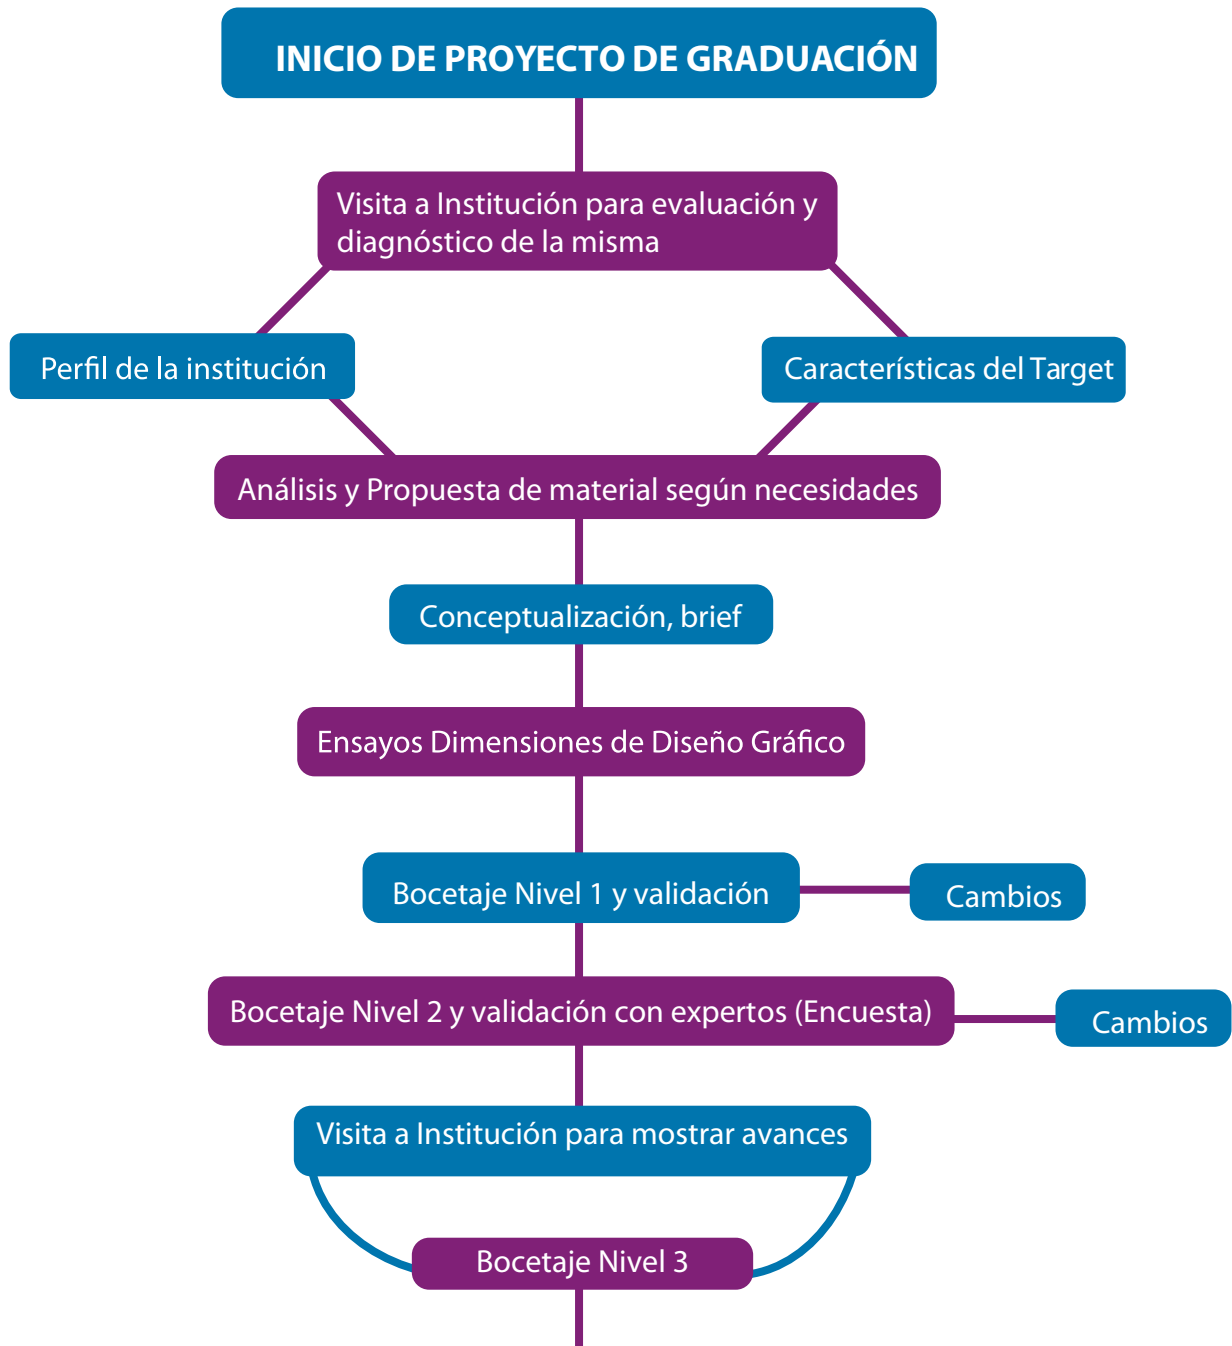 INICIO DE PROYECTO DE GRADUACIÓN
Visita a Institución para evaluación y
diagnóstico de la misma
Perfil de la institución
Característícas del Target
Análisis y Propuesta de material según necesidades
Conceptualización, brief
Ensayos Dimensiones de Diseño Gráfico
Bocetaje Nivel 1 y validación
Cambios
Bocetaje Nivel 2 y validación con expertos (Encuesta)
Cambios
Visita a Institución para mostrar avances
Bocetaje Nivel 3